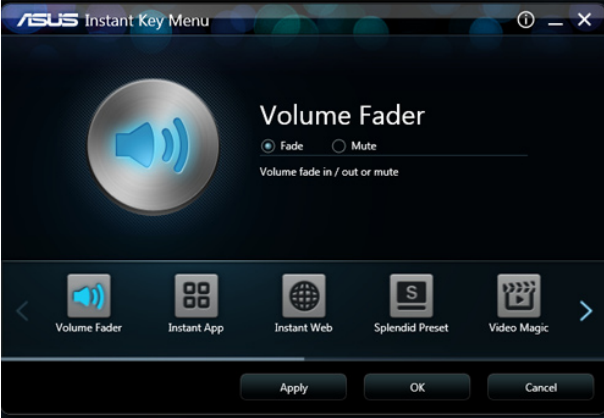 ASUS Instant Key Menu
Volume Fader
Fade Mute
Volume fade in / out or mute
S
Volume Fader Instant App Instant Web Splendid Preset Video Magic
Apply OK Cancel